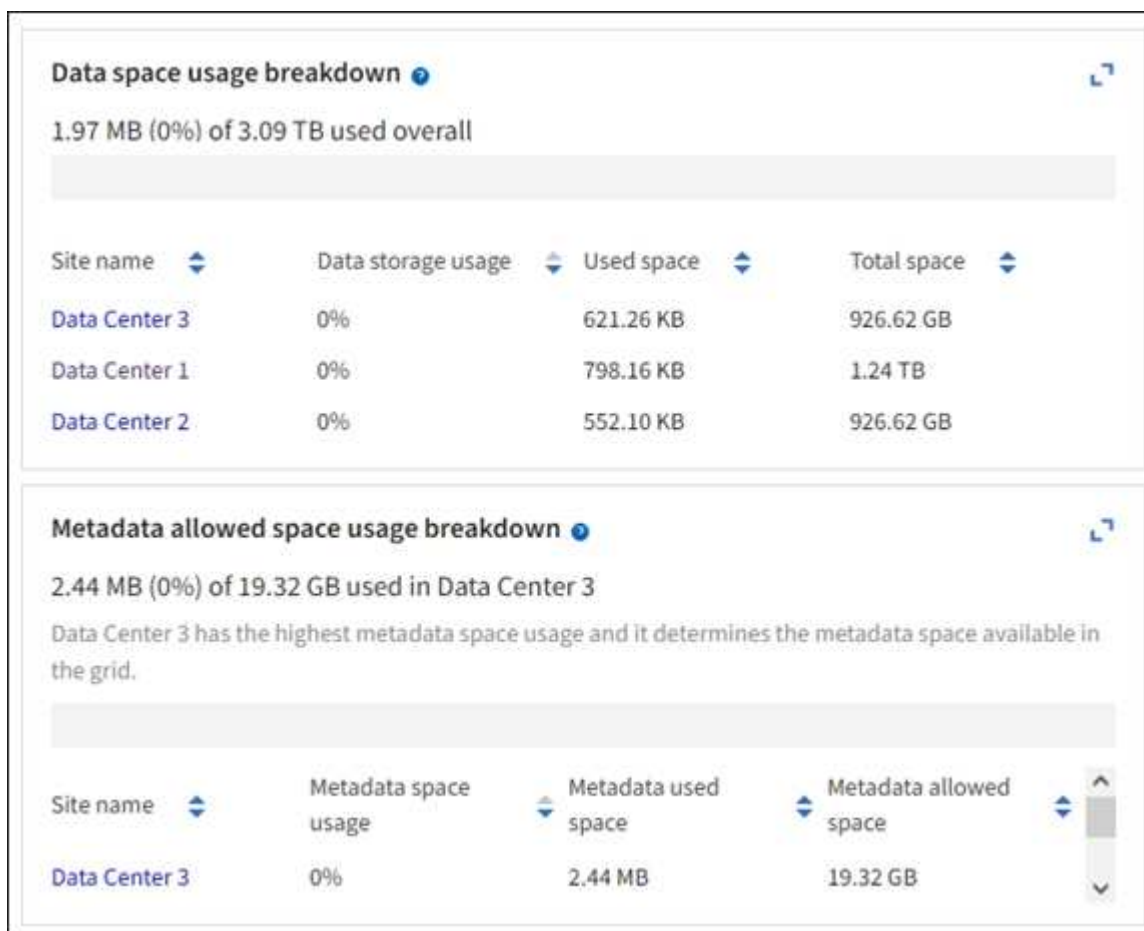 Data space usage breakdown ?
1.97 MB (0%) of 3.09 TB used overall
Site name Data storage usage Used space Total space
Data Center 3 0% 621.26 KB 926.62 GB
Data Center 1 0% 798.16 KB 1.24 TB
Data Center 2 0% 552.10 KB 926.62 GB
Metadata allowed space usage breakdown ?
2.44 MB (0%) of 19.32 GB used in Data Center 3
Data Center 3 has the highest metadata space usage and it determines the metadata space available in
the grid.
Site name Metadata space usage Metadata used space Metadata allowed space
Data Center 3 0% 2.44 MB 19.32 GB